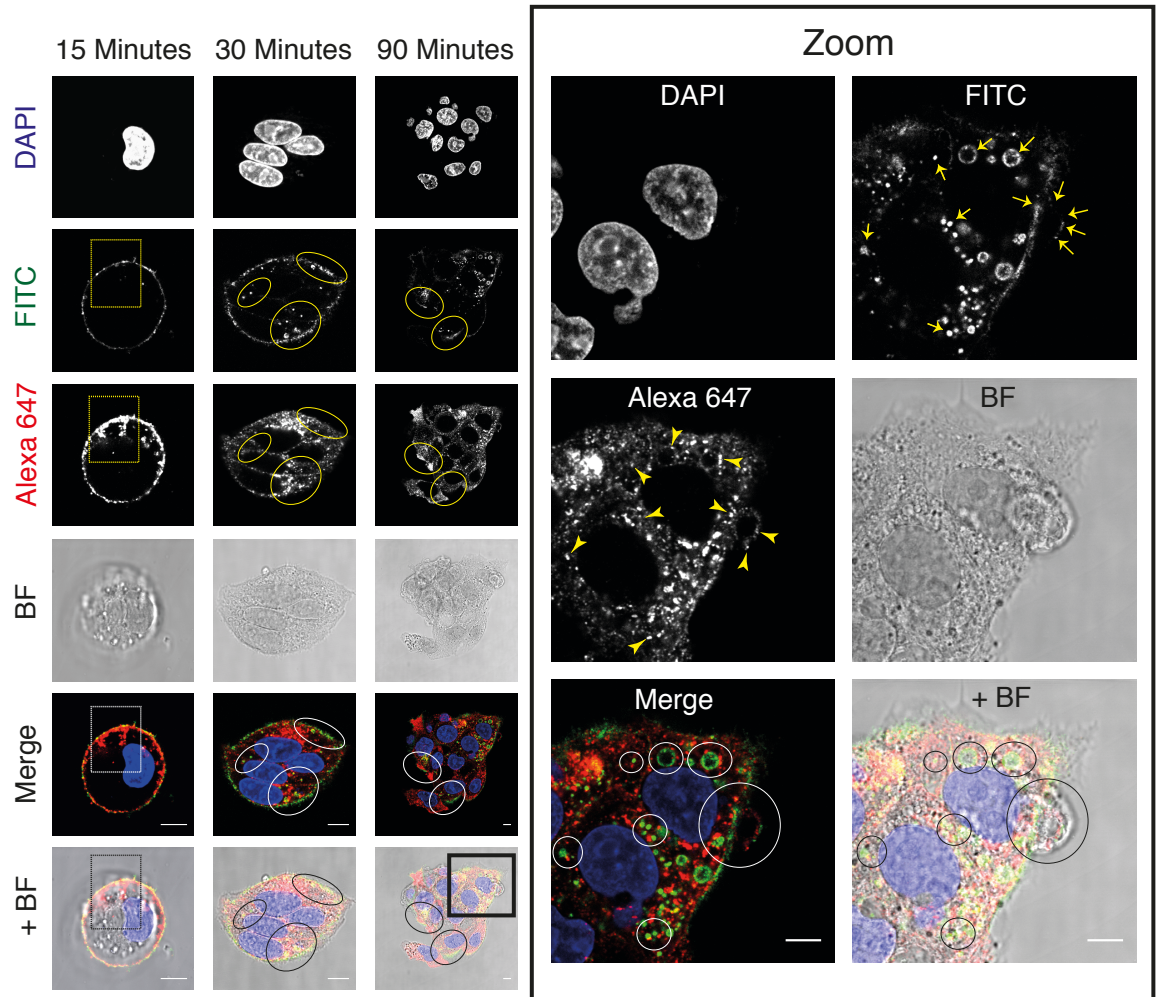 15 Minutes 30 Minutes 90 Minutes
DAPI
FITC
Alexa 647
BF
Merge
+ BF
Zoom
DAPI FITC
Alexa 647 BF
Merge + BF